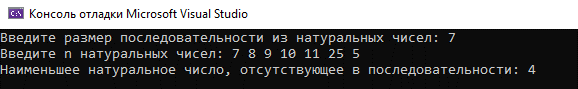 Консоль отладки Microsoft Visual Studio
Введите размер последовательности из натуральных чисел: 7
Введите n натуральных чисел: 7 8 9 10 11 25 5
Наименьшее натуральное число, отсутствующее в последовательности: 4